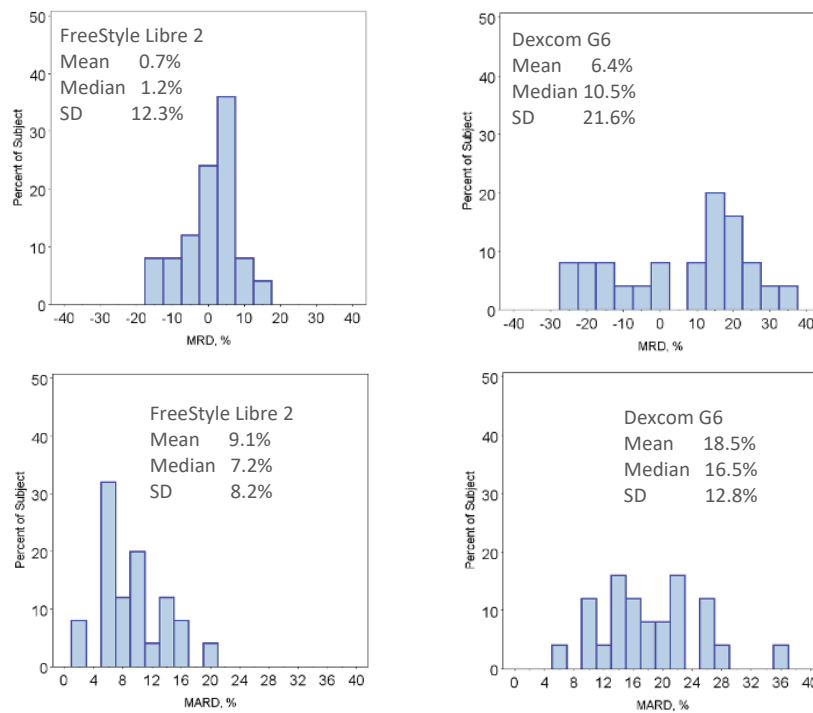 50
40
30
20
10
0
Percent of Subject
FreeStyle Libre 2
Mean 0.7%
Median 1.2%
SD 12.3%
-40 -30 -20 -10 0 10 20 30 40
MRD, %
50
40
30
20
10
0
Percent of Subject
Dexcom G6
Mean 6.4%
Median 10.5%
SD 21.6%
-40 -30 -20 -10 0 10 20 30 40
MRD, %
50
40
30
20
10
0
Percent of Subject
FreeStyle Libre 2
Mean 9.1%
Median 7.2%
SD 8.2%
0 4 8 12 16 20 24 28 32 36 40
MARD, %
50
40
30
20
10
0
Percent of Subject
Dexcom G6
Mean 18.5%
Median 16.5%
SD 12.8%
0 4 8 12 16 20 24 28 32 36 40
MARD, %